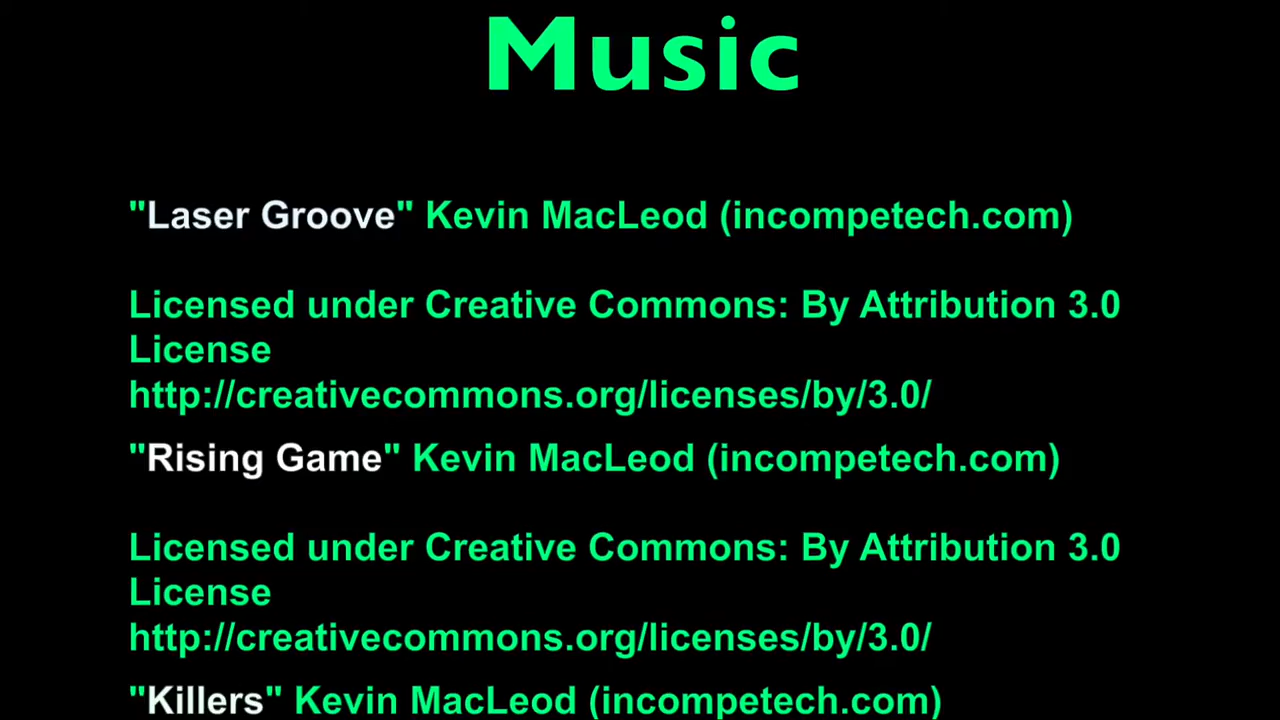 Music
"Laser Groove" Kevin MacLeod (incompetech.com)
Licensed under Creative Commons: By Attribution 3.0
License
http://creativecommons.org/licenses/by/3.0/
"Rising Game" Kevin MacLeod (incompetech.com)
Licensed under Creative Commons: By Attribution 3.0
License
http://creativecommons.org/licenses/by/3.0/
"Killers" Kevin MacLeod (incompetech.com)